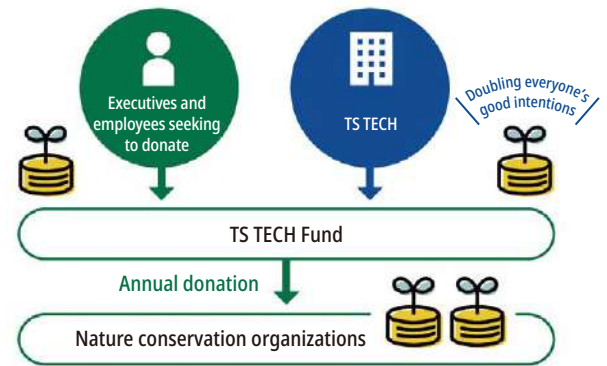 Executives and
employees seeking
to donate
TS TECH
Doubling everyone's
good intentions
TS TECH Fund
Annual donation
Nature conservation organizations